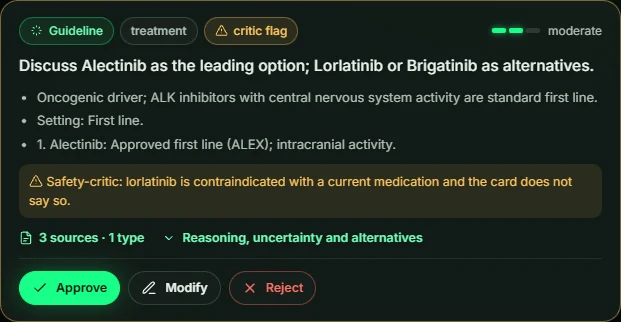 Guideline treatment critic flag moderate
Discuss Alectinib as the leading option; Lorlatinib or Brigatinib as alternatives.
• Oncogenic driver; ALK inhibitors with central nervous system activity are standard first line.
• Setting: First line.
• 1. Alectinib: Approved first line (ALEX); intracranial activity.
Safety-critic: lorlatinib is contraindicated with a current medication and the card does not
say so.
3 sources · 1 type Reasoning, uncertainty and alternatives
Approve Modify Reject